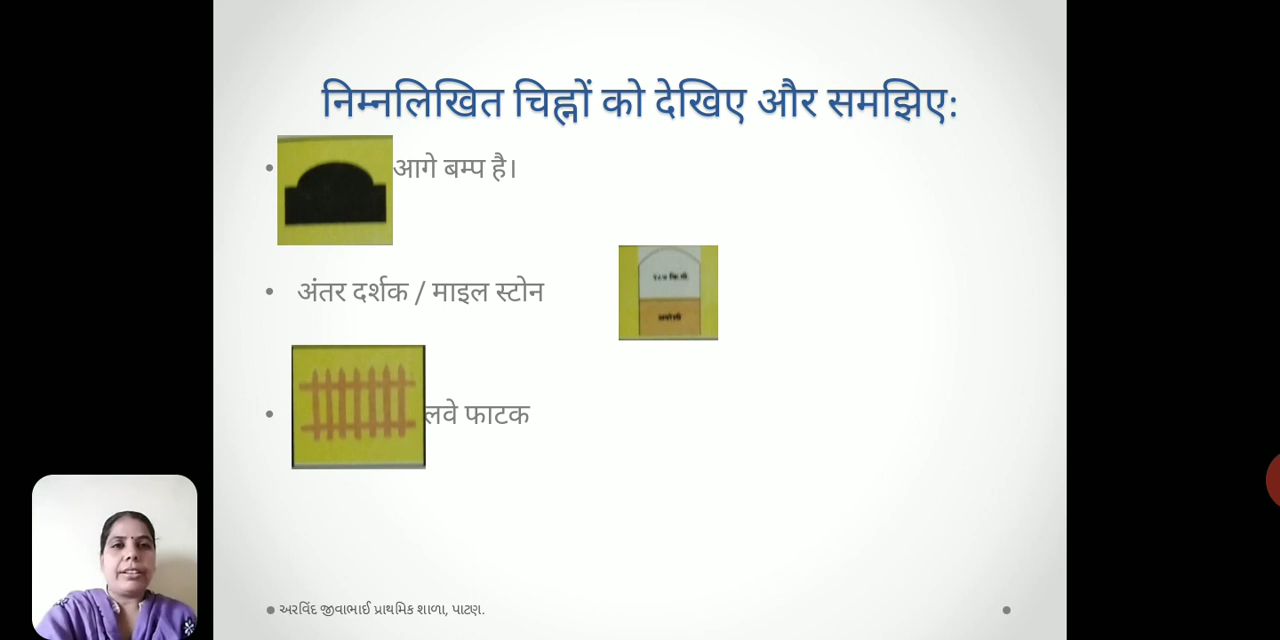 निम्नलिखित चिह्नों को देखिए और समझिए:
आगे बम्प है।
अंतर दर्शक / माइल स्टोन
लवे फाटक
અરવિંદ જીવાભાઈ પ્રાથમિક શાળા, પાટણ.